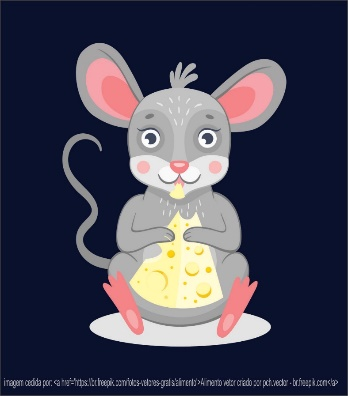 imagem cedida por: <a href='https://br.freepik.com/fotos-vetores-gratis/alimento'>Alimento vetor criado por pch.vector - br.freepik.com</a>